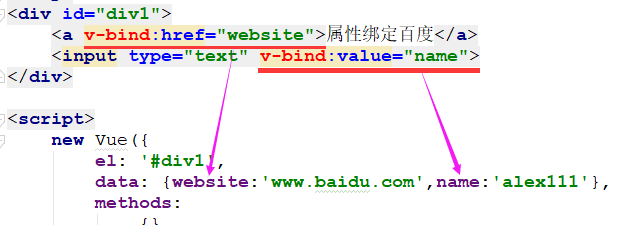 <div id="div1">
<a v-bind:href="website">属性绑定百度</a>
<input type="text" v-bind:value="name">
</div>
<script>
new Vue({
el: '#div1',
data: {website:'www.baidu.com',name:'alex111'},
methods:
{}